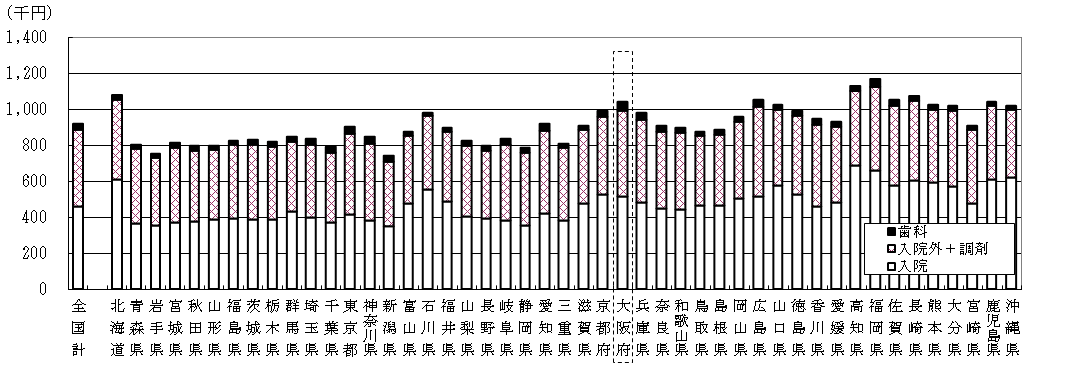 (千円)
1,400
1,200
1,000
800
600
400
200
0
歯科
入院外＋調剤
入院
全国計
北海道
青森県
岩手県
宮城県
秋田県
山形県
福島県
茨城県
栃木県
群馬県
埼玉県
千葉県
東京都
神奈川県
新潟県
富山県
石川県
福井県
山梨県
長野県
岐阜県
静岡県
愛知県
三重県
滋賀県
京都府
大阪府
兵庫県
奈良県
和歌山県
鳥取県
島根県
岡山県
広島県
山口県
徳島県
香川県
愛媛県
高知県
福岡県
佐賀県
長崎県
熊本県
大分県
宮崎県
鹿児島県
沖縄県